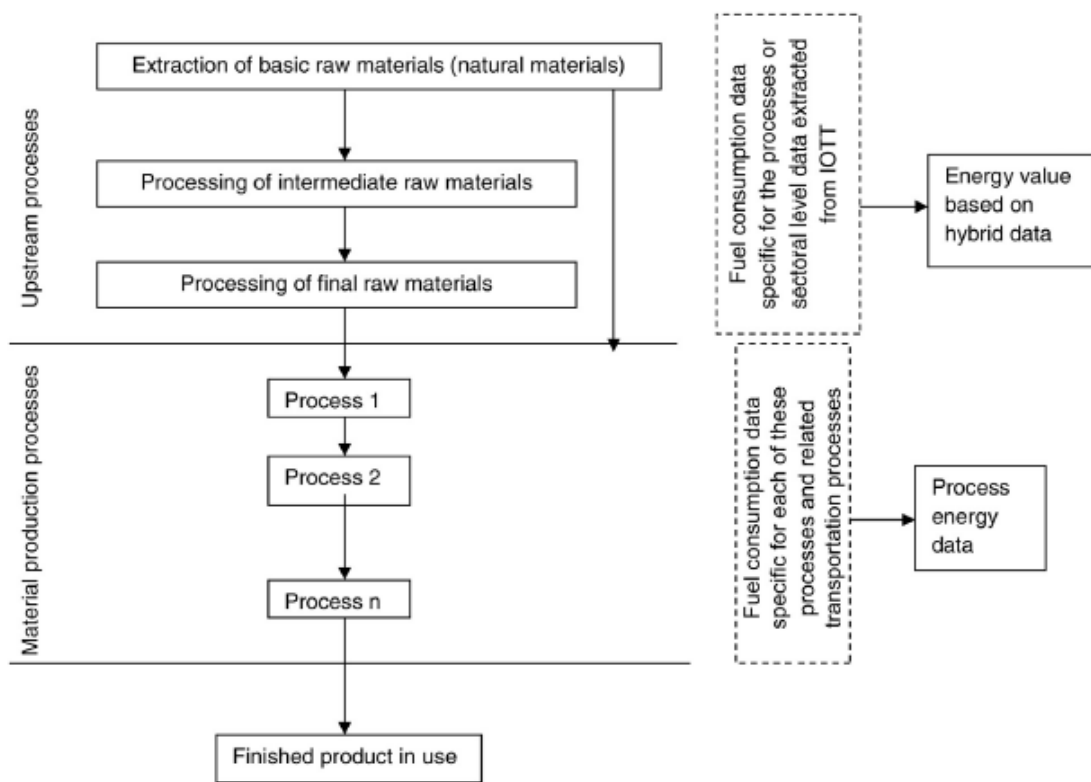 Extraction of basic raw materials (natural materials)
Processing of intermediate raw materials
Processing of final raw materials
Upstream processes
Fuel consumption data
specific for the processes or
sectoral level data extracted
from IOTT
Energy value
based on
hybrid data
Material production processes
Process 1
Process 2
Process n
Fuel consumption data
specific for each of these
processes and related
transportation processes
Process
energy
data
Finished product in use